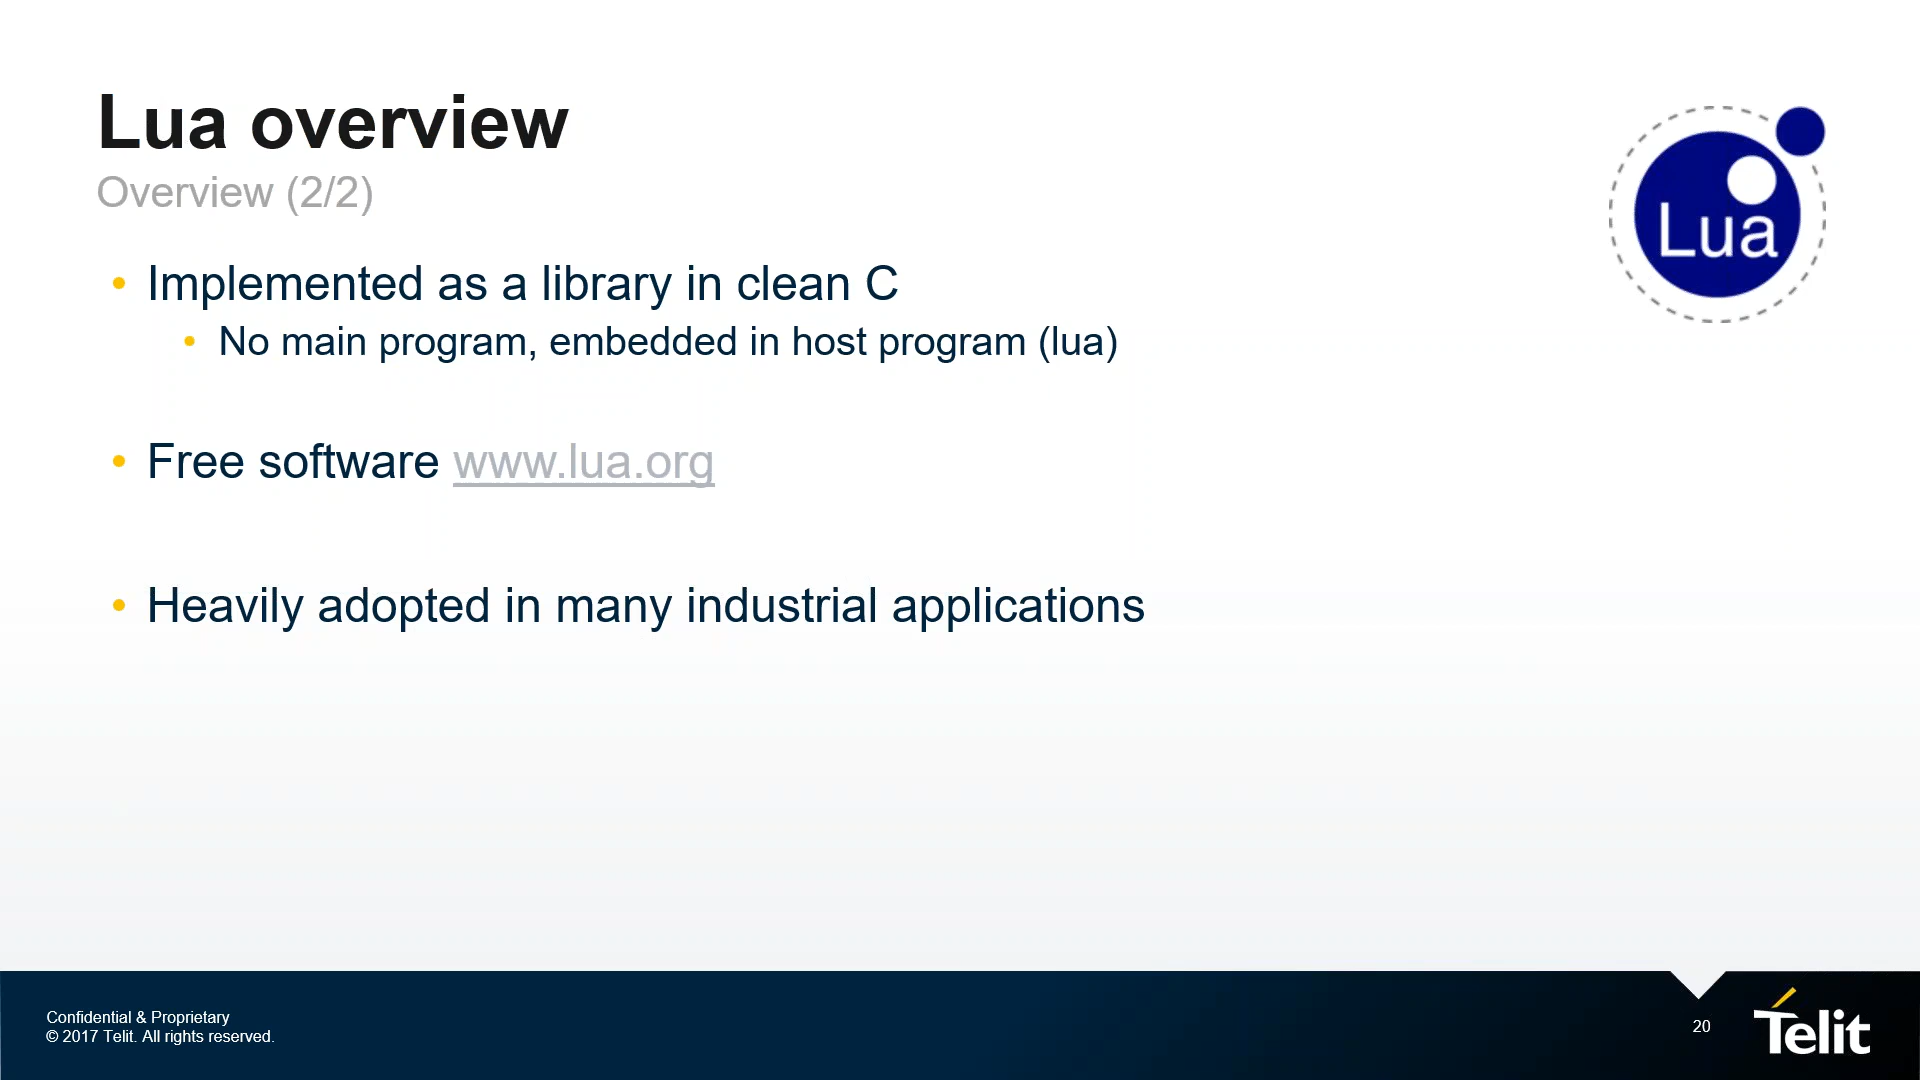 Lua overview
Overview (2/2)
Lua
• Implemented as a library in clean C
• No main program, embedded in host program (lua)
• Free software www.lua.org
• Heavily adopted in many industrial applications
Confidential & Proprietary
© 2017 Telit. All rights reserved.
20
Telit